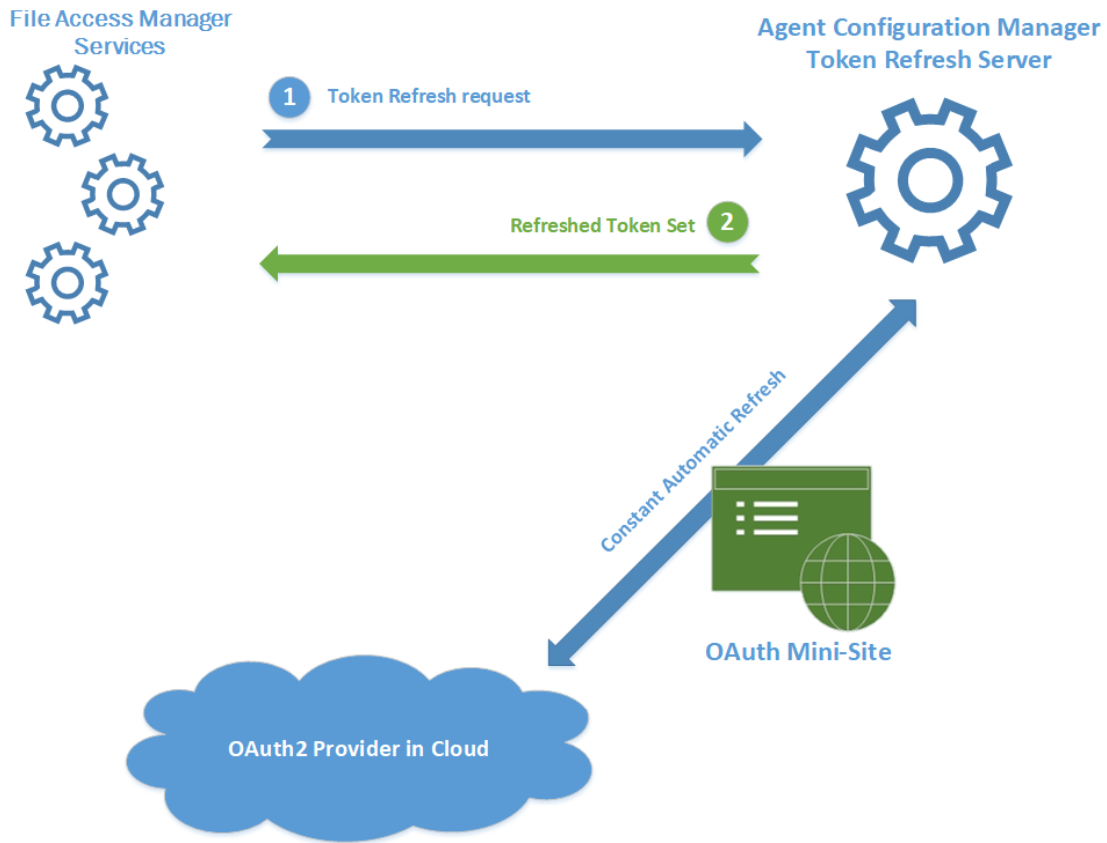 File Access Manager
Services
Agent Configuration Manager
Token Refresh Server
1 Token Refresh request
Refreshed Token Set 2
Constant Automatic Refresh
OAuth Mini-Site
OAuth2 Provider in Cloud